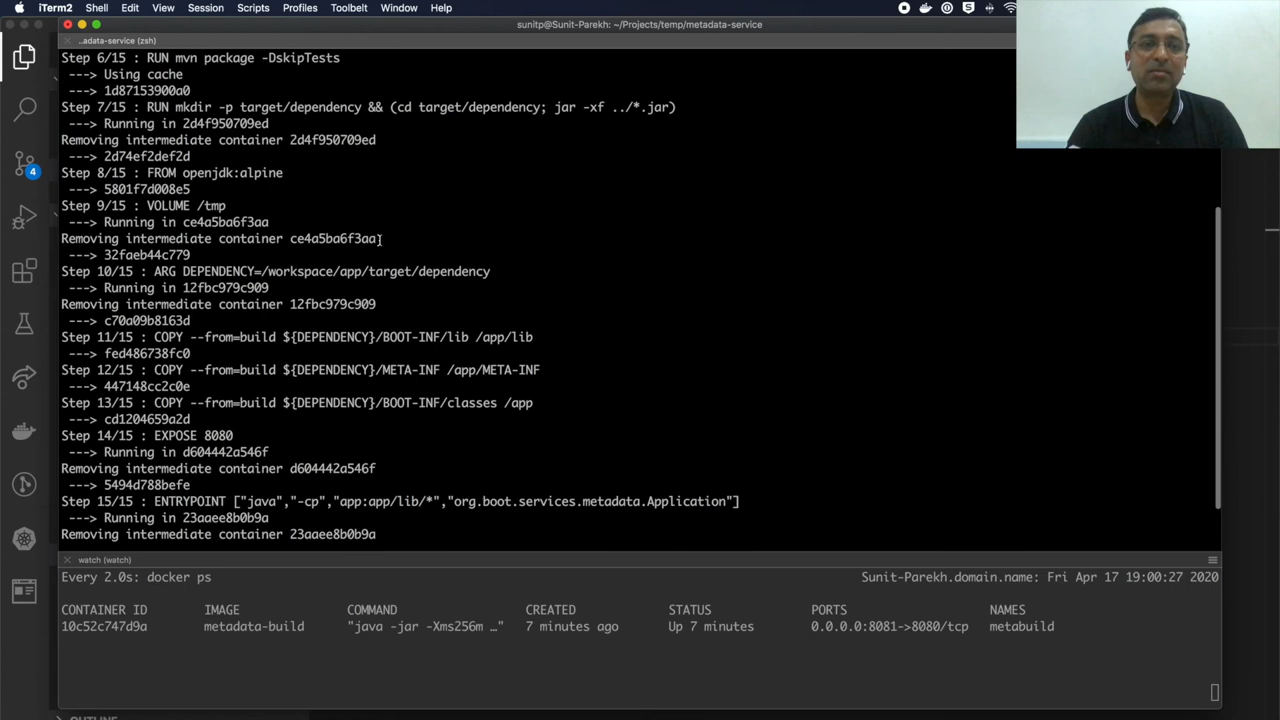 iTerm2 Shell Edit View Session Scripts Profiles Toolbelt Window Help
sunitp@Sunit-Parekh:~/Projects/temp/metadata-service
..adata-service (zsh)
Step 6/15 : RUN mvn package -DskipTests
---> Using cache
---> 1d87153900a0
Step 7/15 : RUN mkdir -p target/dependency && (cd target/dependency; jar -xf ../*.jar)
---> Running in 2d4f950709ed
Removing intermediate container 2d4f950709ed
---> 2d74ef2def2d
Step 8/15 : FROM openjdk:alpine
---> 5801f7d008e5
Step 9/15 : VOLUME /tmp
---> Running in ce4a5ba6f3aa
Removing intermediate container ce4a5ba6f3aa
---> 32faeb44c779
Step 10/15 : ARG DEPENDENCY=/workspace/app/target/dependency
---> Running in 12fbc979c909
Removing intermediate container 12fbc979c909
---> c70a09b8163d
Step 11/15 : COPY --from=build ${DEPENDENCY}/BOOT-INF/lib /app/lib
---> fed486738fc0
Step 12/15 : COPY --from=build ${DEPENDENCY}/META-INF /app/META-INF
---> 447148cc2c0e
Step 13/15 : COPY --from=build ${DEPENDENCY}/BOOT-INF/classes /app
---> cd1204659a2d
Step 14/15 : EXPOSE 8080
---> Running in d604442a546f
Removing intermediate container d604442a546f
---> 5494d788befe
Step 15/15 : ENTRYPOINT ["java","-cp","app:app/lib/*","org.boot.services.metadata.Application"]
---> Running in 23aaee8b0b9a
Removing intermediate container 23aaee8b0b9a
4
watch (watch)
Every 2.0s: docker ps Sunit-Parekh.domain.name: Fri Apr 17 19:00:27 2020
CONTAINER ID IMAGE COMMAND CREATED STATUS PORTS NAMES
10c52c747d9a metadata-build "java -jar -Xms256m …" 7 minutes ago Up 7 minutes 0.0.0.0:8081->8080/tcp metabuild
OUTLINE